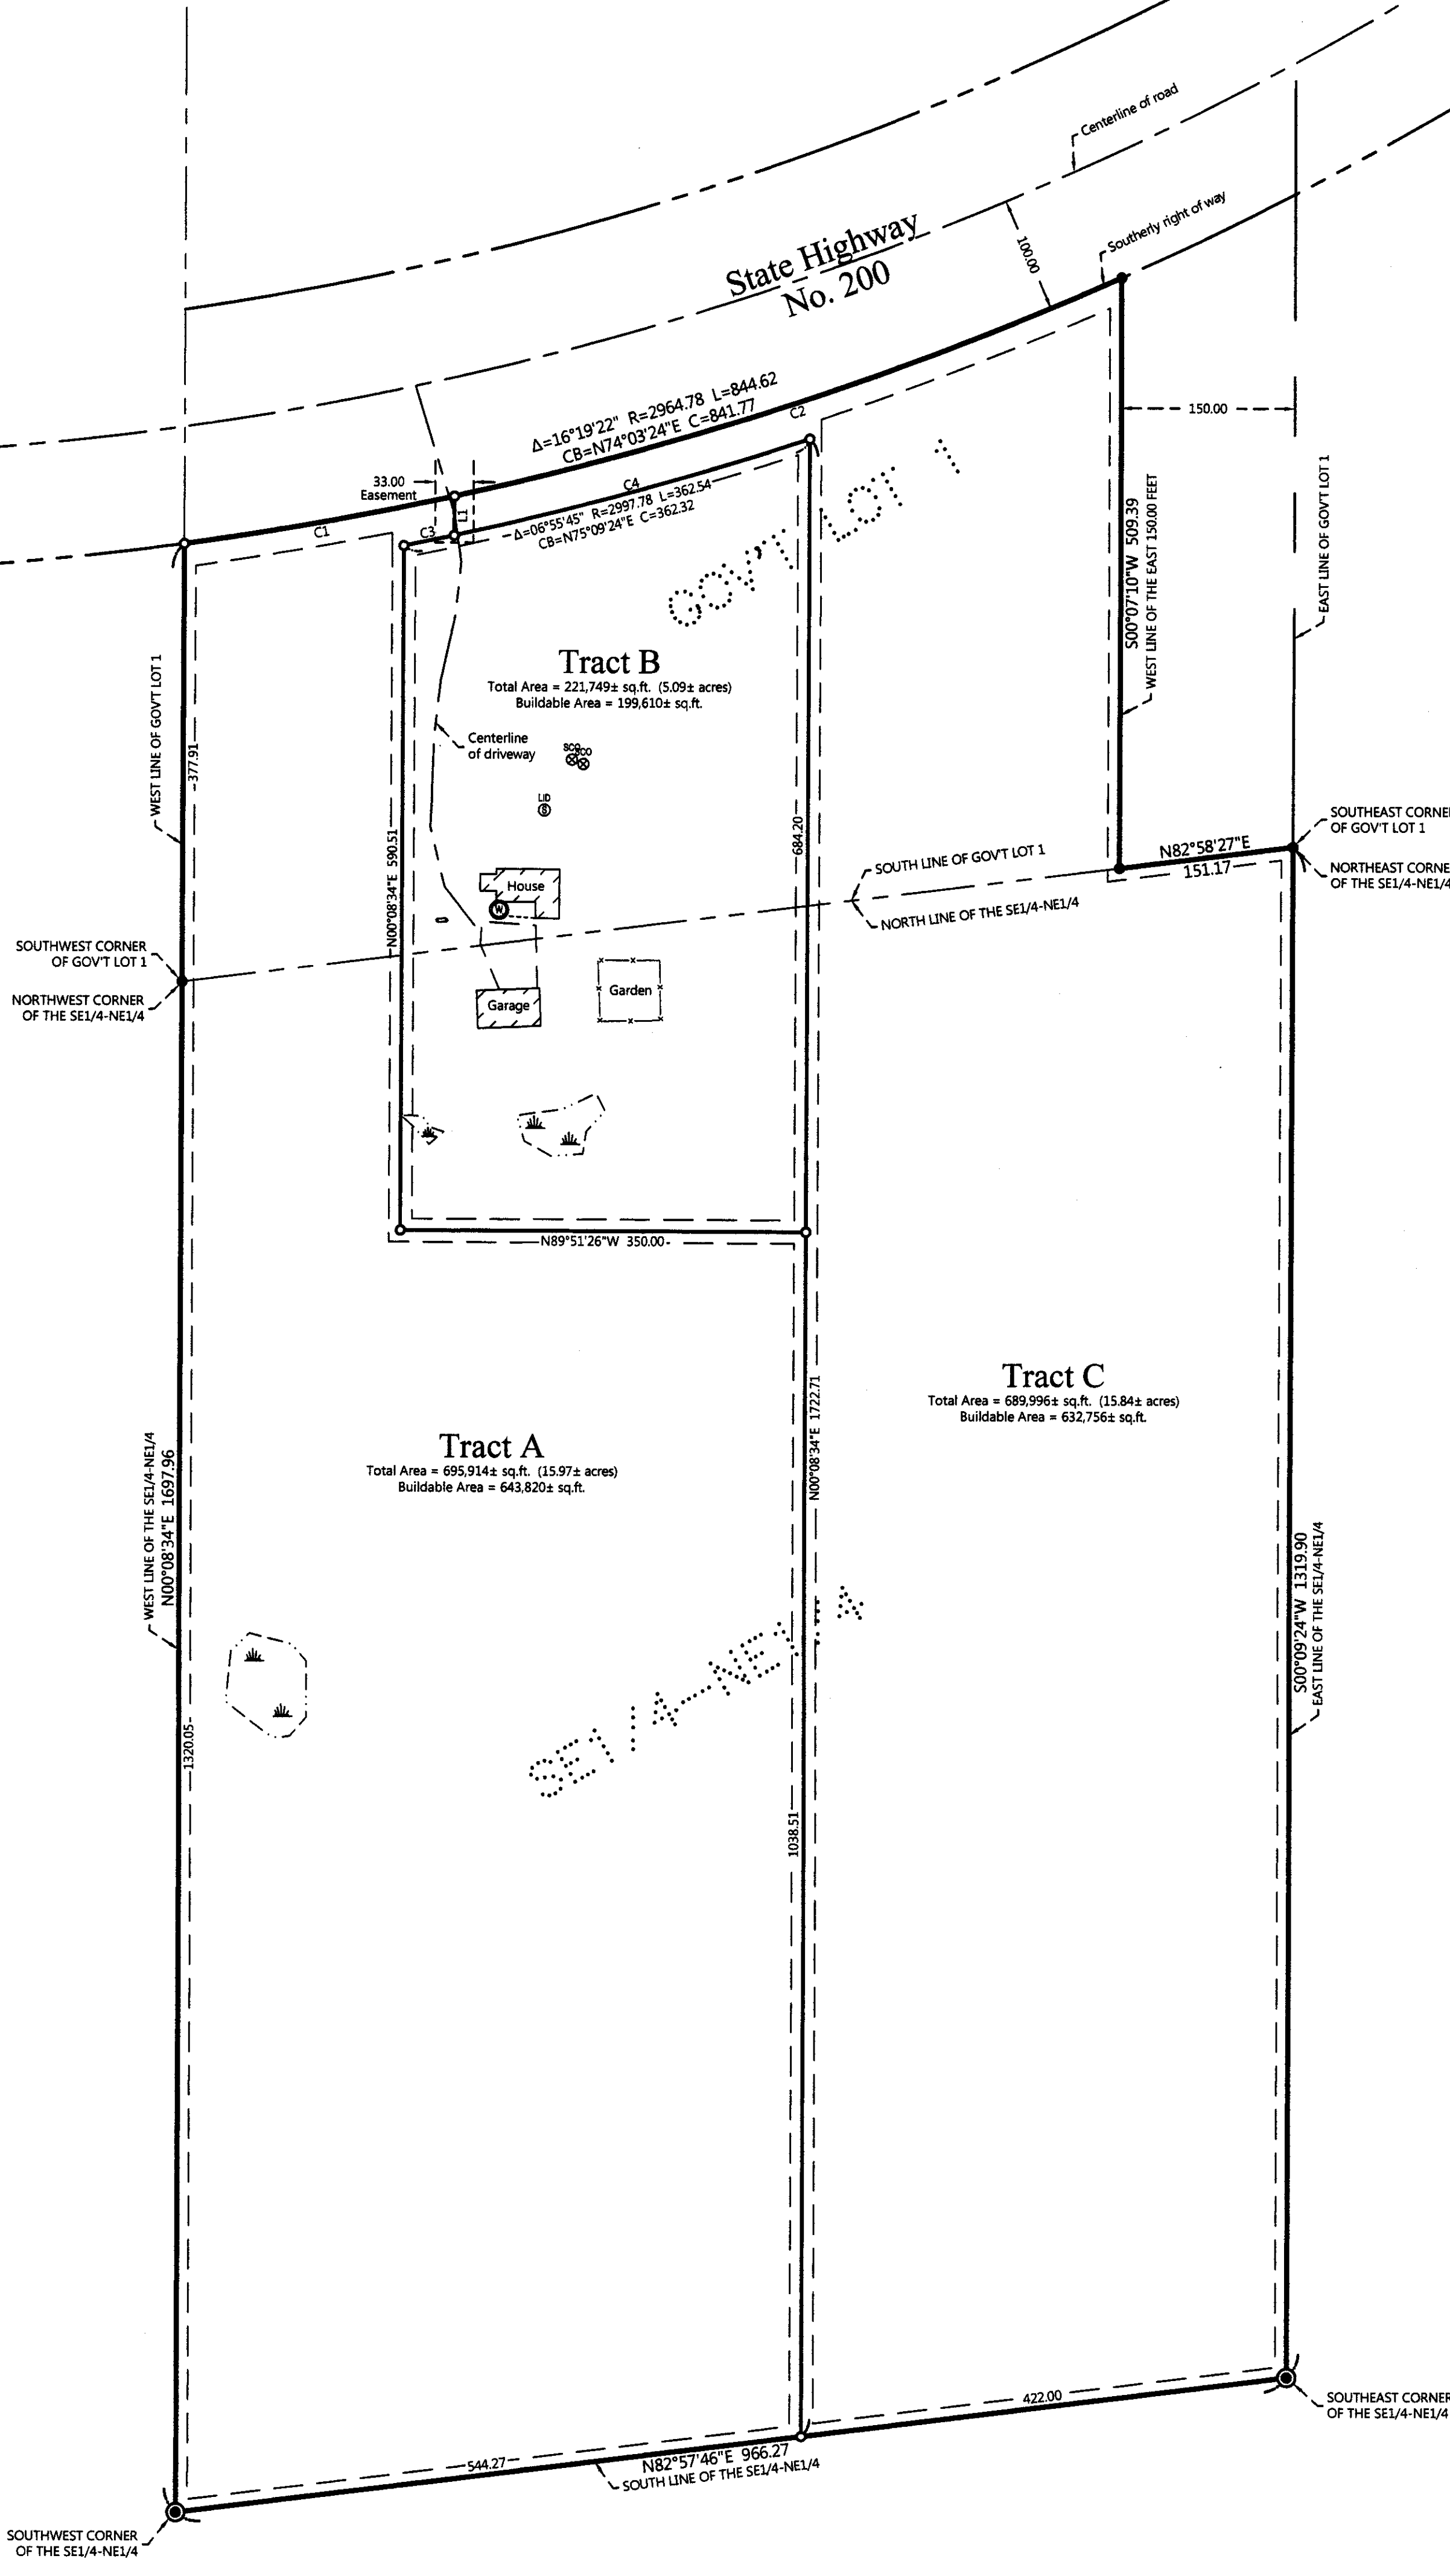 Centerline of road
Southerly right of way
100.00
State Highway
No. 200
Δ=16°19'22" R=2964.78 L=844.62
CB=N74°03'24"E C=841.77
C2
150.00
33.00
Easement
C1
C3
L1
C4
Δ=06°55'45" R=2997.78 L=362.54
CB=N75°09'24"E C=362.32
GOV'T LOT 1
S00°07'10"W 509.39
WEST LINE OF THE EAST 150.00 FEET
EAST LINE OF GOV'T LOT 1
WEST LINE OF GOV'T LOT 1
377.91
Tract B
Total Area = 221,749± sq.ft. (5.09± acres)
Buildable Area = 199,610± sq.ft.
Centerline
of driveway
SCO
SCO
LID
S
N00°08'34"E 590.51
684.20
House
W
Garage
Garden
SOUTH LINE OF GOV'T LOT 1
NORTH LINE OF THE SE1/4-NE1/4
N82°58'27"E
151.17
SOUTHEAST CORNE
OF GOV'T LOT 1
NORTHEAST CORNE
OF THE SE1/4-NE1/4
SOUTHWEST CORNER
OF GOV'T LOT 1
NORTHWEST CORNER
OF THE SE1/4-NE1/4
N89°51'26"W 350.00
Tract C
Total Area = 689,996± sq.ft. (15.84± acres)
Buildable Area = 632,756± sq.ft.
Tract A
Total Area = 695,914± sq.ft. (15.97± acres)
Buildable Area = 643,820± sq.ft.
N00°08'34"E 1722.71
WEST LINE OF THE SE1/4-NE1/4
N00°08'34"E 1697.96
1320.05
SE1/4-NE1/4
1038.51
S00°09'24"W 1319.90
EAST LINE OF THE SE1/4-NE1/4
422.00
544.27
N82°57'46"E 966.27
SOUTH LINE OF THE SE1/4-NE1/4
SOUTHEAST CORNER
OF THE SE1/4-NE1/4
SOUTHWEST CORNER
OF THE SE1/4-NE1/4